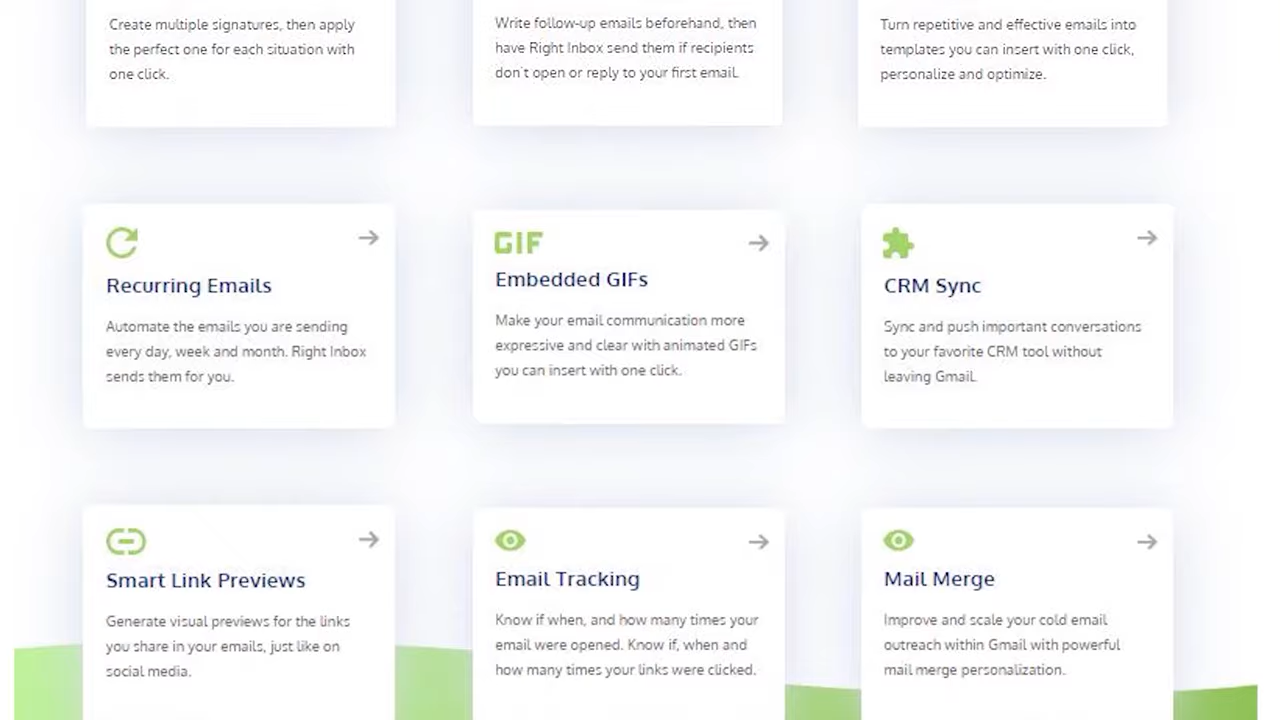 Create multiple signatures, then apply
the perfect one for each situation with
one click.
Write follow-up emails beforehand, then
have Right Inbox send them if recipients
don't open or reply to your first email.
Turn repetitive and effective emails into
templates you can insert with one click,
personalize and optimize.
Recurring Emails
Automate the emails you are sending
every day, week and month. Right Inbox
sends them for you.
GIF
Embedded GIFs
Make your email communication more
expressive and clear with animated GIFs
you can insert with one click.
CRM Sync
Sync and push important conversations
to your favorite CRM tool without
leaving Gmail.
Smart Link Previews
Generate visual previews for the links
you share in your emails, just like on
social media.
Email Tracking
Know if when, and how many times your
email were opened. Know if, when and
how many times your links were clicked.
Mail Merge
Improve and scale your cold email
outreach within Gmail with powerful
mail merge personalization.